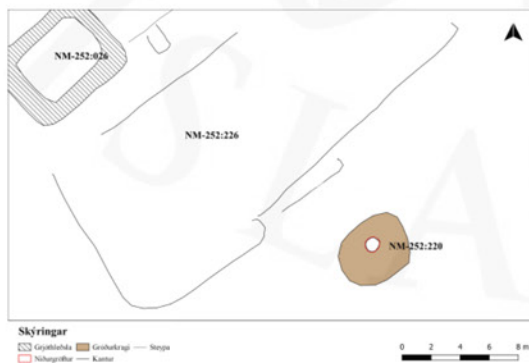 NM-252:026
NM-252:226
NM-252:220
Skýringar
Grjóthleðsla Gróðurkragi Steypa
Niðurgröftur Kantur
0 2 4 6 8 m
SLA